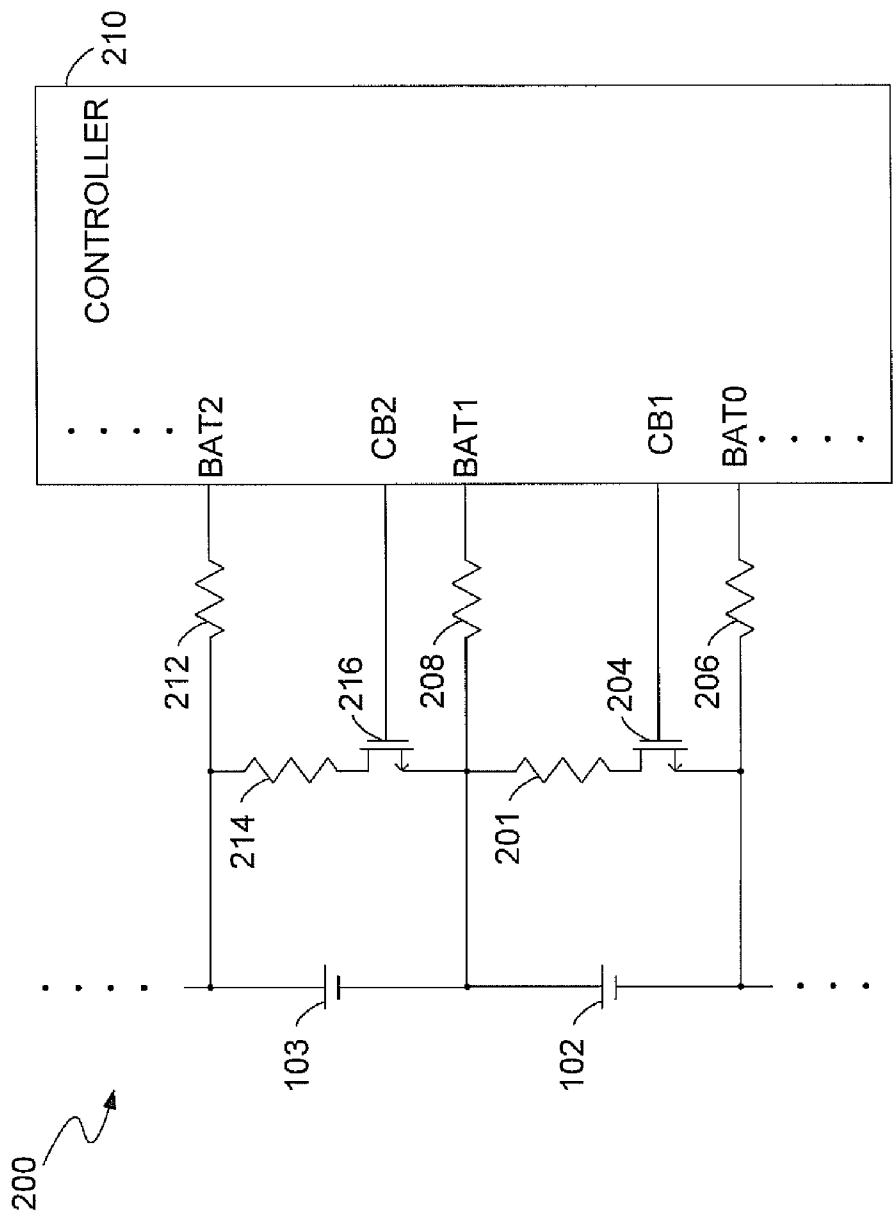 200
210
CONTROLLER
. . . .
BAT2
CB2
BAT1
CB1
BAT0
. . . .
212
214
216
208
201
204
206
. . . .
103
102
. . . .